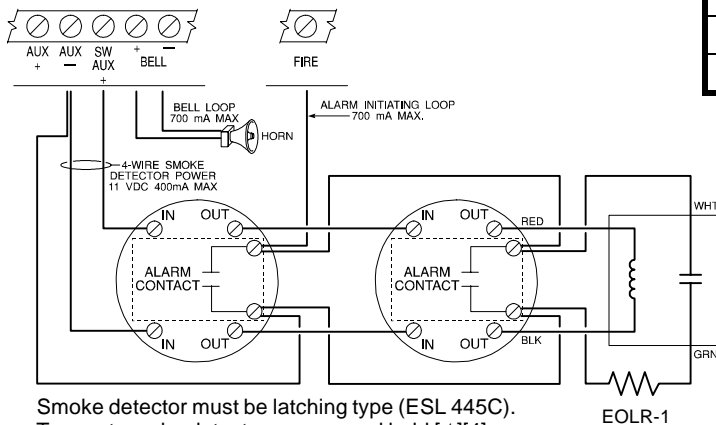 AUX AUX SW + —
+ — AUX BELL
+
FIRE
BELL LOOP
700 mA MAX
HORN
ALARM INITIATING LOOP
700 mA MAX.
4-WIRE SMOKE
DETECTOR POWER
11 VDC 400mA MAX
IN OUT
ALARM
CONTACT
IN OUT
IN OUT
ALARM
CONTACT
IN OUT
RED
BLK
WHT
GRN
EOLR-1
Smoke detector must be latching type (ESL 445C).